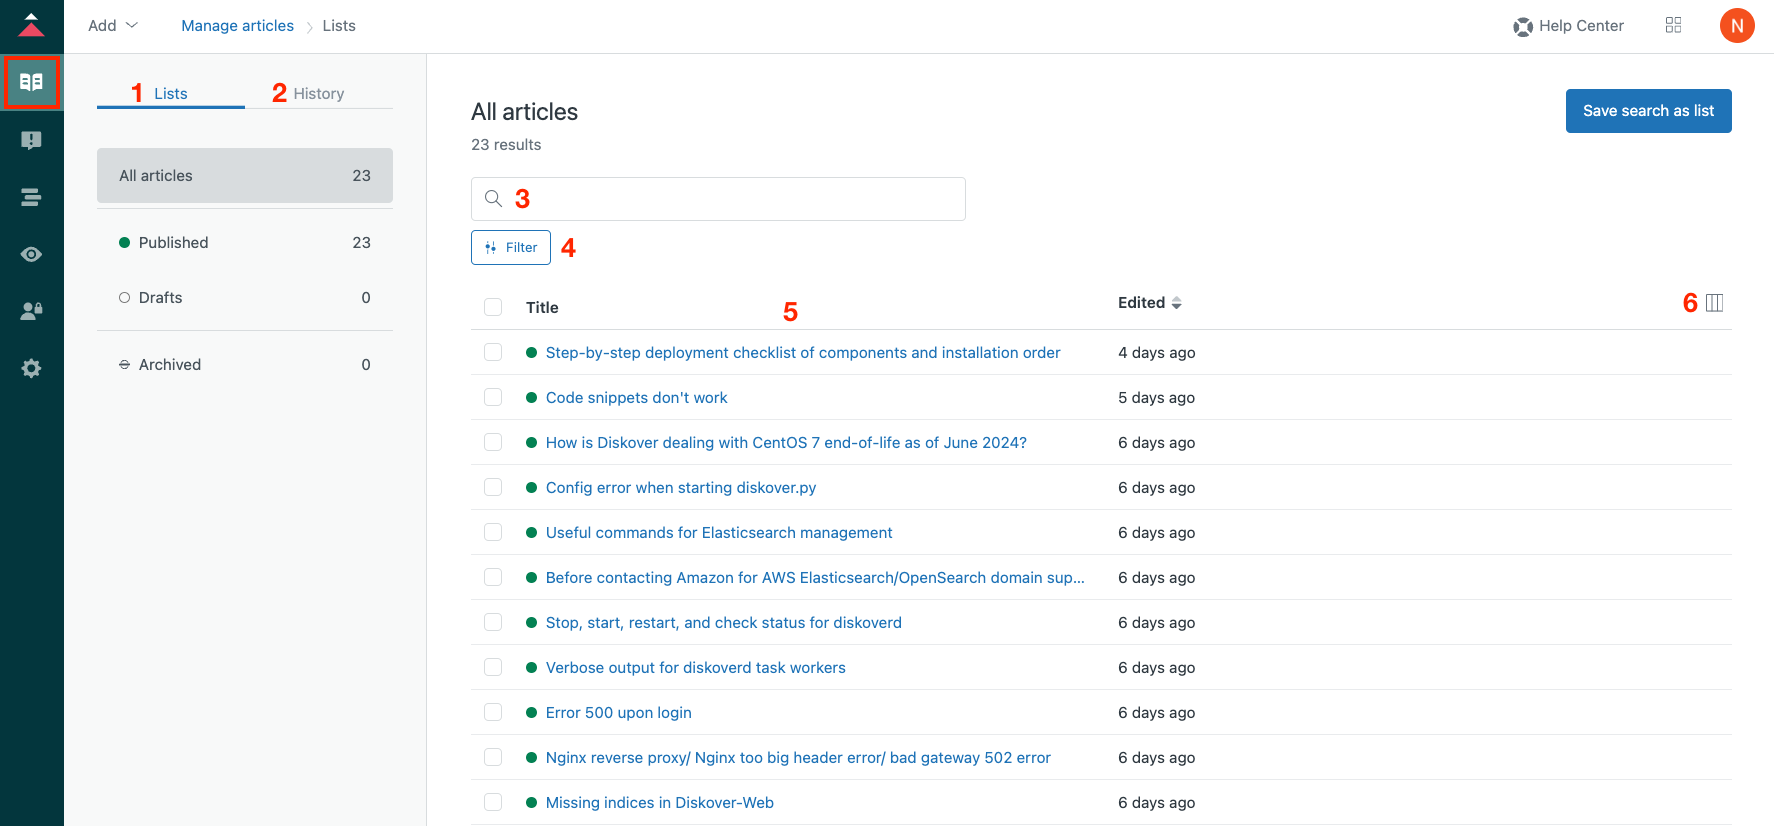 Add Manage articles Lists Help Center N
1 Lists 2 History
All articles 23
Published 23
Drafts 0
Archived 0
All articles
23 results
Save search as list
3
Filter 4
Title 5 Edited 6
Step-by-step deployment checklist of components and installation order 4 days ago
Code snippets don't work 5 days ago
How is Diskover dealing with CentOS 7 end-of-life as of June 2024? 6 days ago
Config error when starting diskover.py 6 days ago
Useful commands for Elasticsearch management 6 days ago
Before contacting Amazon for AWS Elasticsearch/OpenSearch domain sup... 6 days ago
Stop, start, restart, and check status for diskoverd 6 days ago
Verbose output for diskoverd task workers 6 days ago
Error 500 upon login 6 days ago
Nginx reverse proxy/ Nginx too big header error/ bad gateway 502 error 6 days ago
Missing indices in Diskover-Web 6 days ago